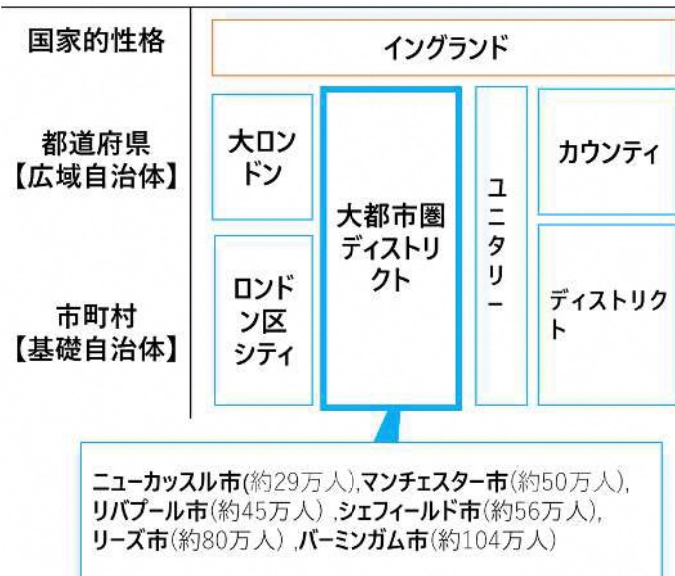 国家的性格
イングランド
都道府県
【広域自治体】
大ロン
ドン
大都市圏
ディストリ
クト
ユニタリー
カウンティ
市町村
【基礎自治体】
ロンド
ン区
シティ
ディストリク
ト
ニューカッスル市(約29万人),マンチェスター市(約50万人),
リバプール市(約45万人) ,シェフィールド市(約56万人),
リーズ市(約80万人) ,バーミンガム市(約104万人)